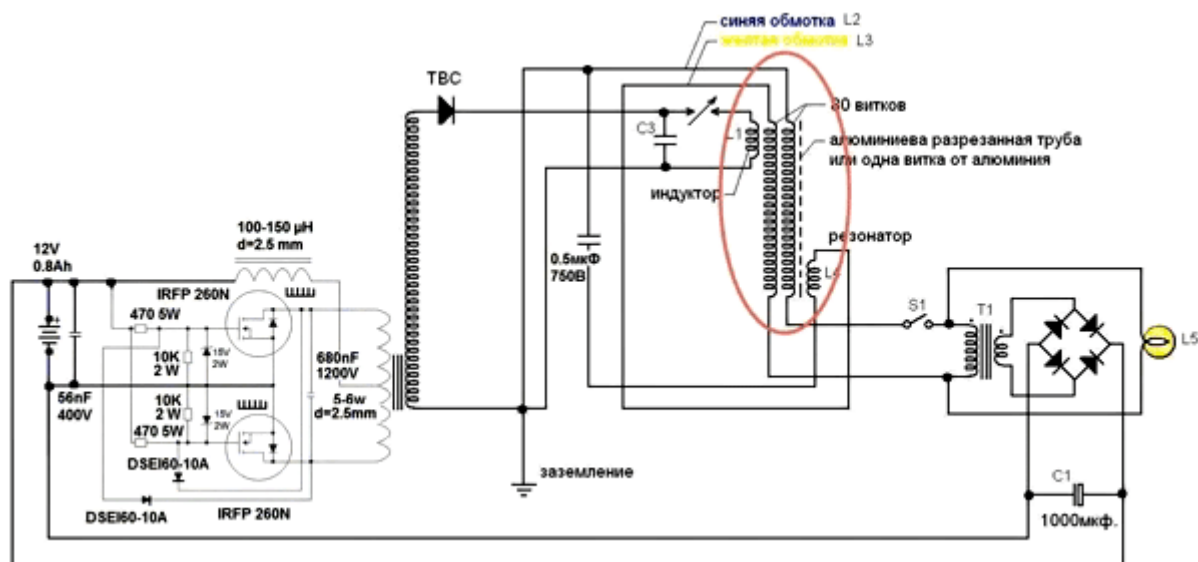 синяя обмотка L2
желтая обмотка L3
ТВС
C3
L1
80 витков
алюминиева разрезанная труба
или одна витка от алюминия
индуктор
резонатор
L4
0.5мкФ
750В
100-150 µH
d=2.5 mm
12V
0.8Ah
IRFP 260N
470 5W
10K
2 W
15V
2W
680nF
1200V
5-6w
d=2.5mm
56nF
400V
10K
2 W
15V
2W
470 5W
DSEI60-10A
DSEI60-10A
IRFP 260N
заземление
S1
T1
L5
C1
1000мкф.